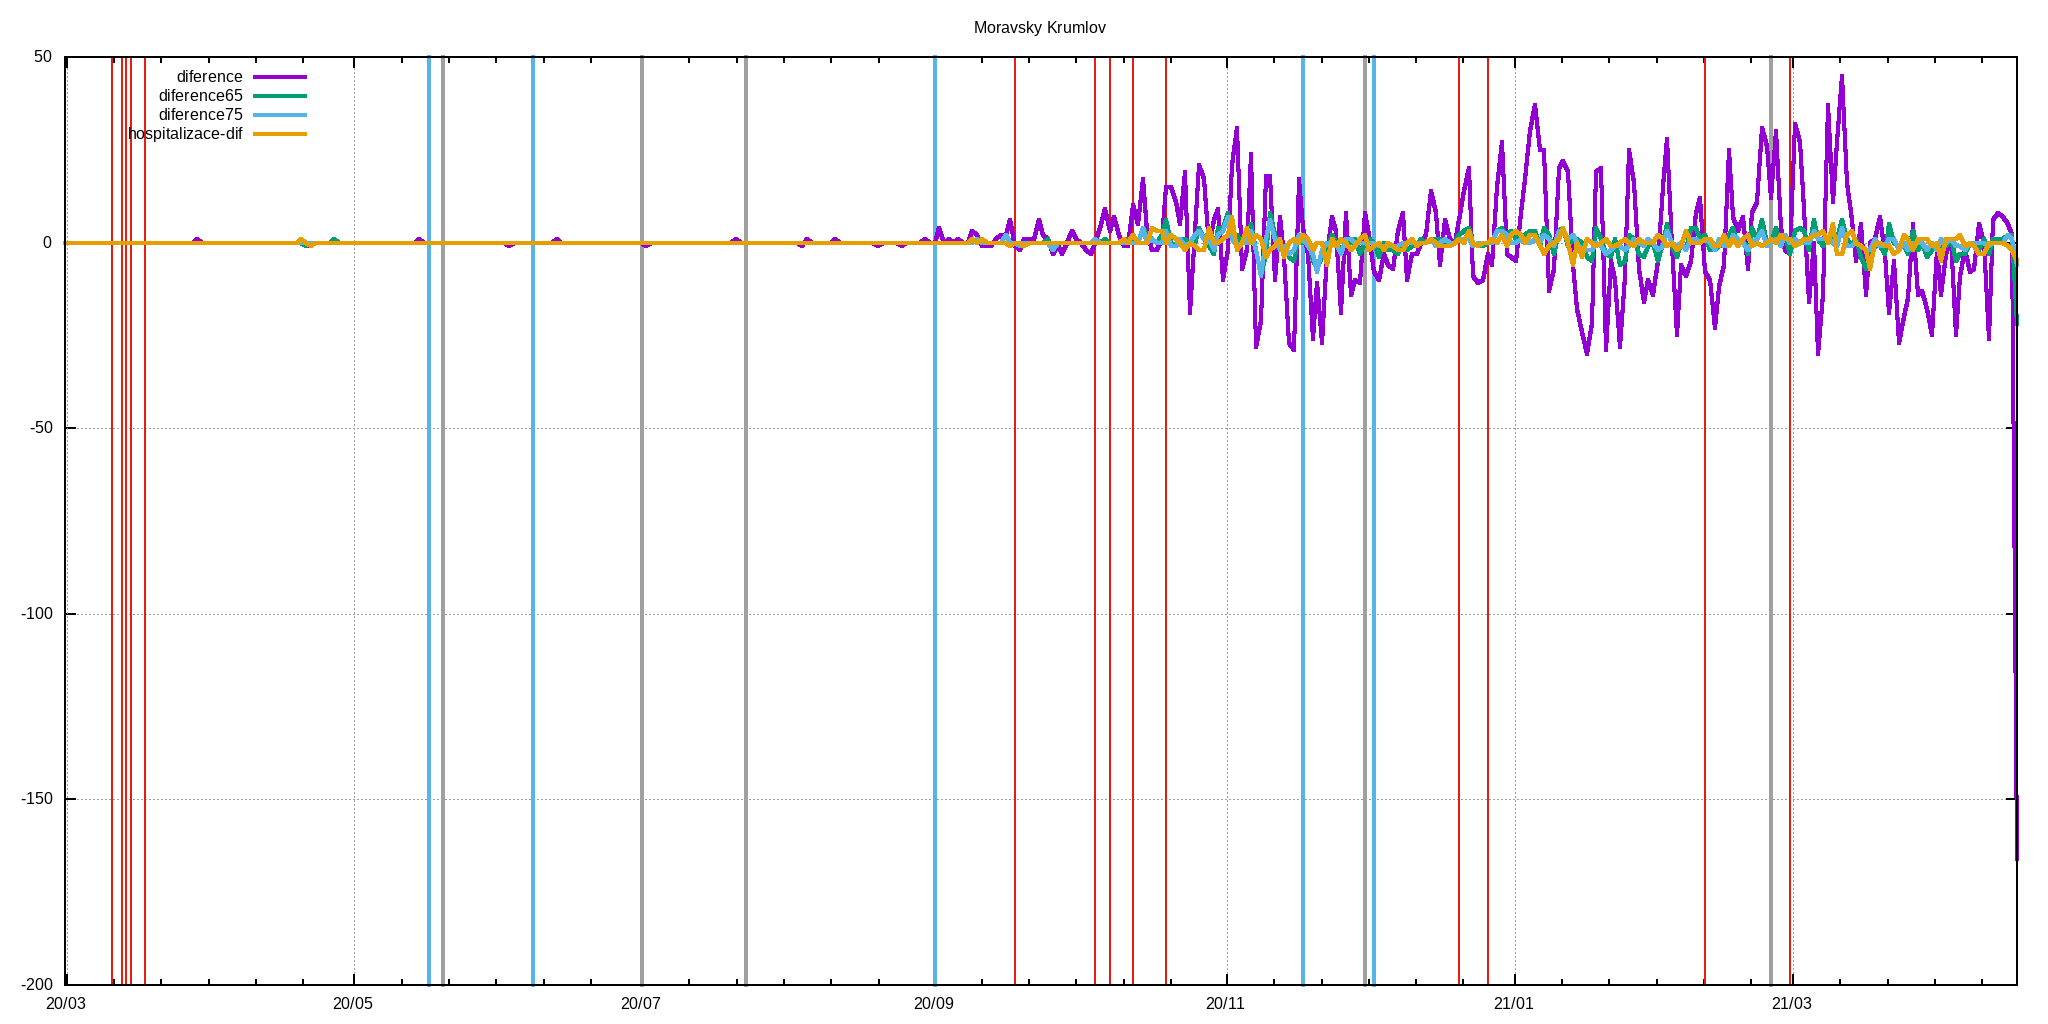 Moravsky Krumlov
50
diference
diference65
diference75
hospitalizace-dif
0
-50
-100
-150
-200
20/03 20/05 20/07 20/09 20/11 21/01 21/03